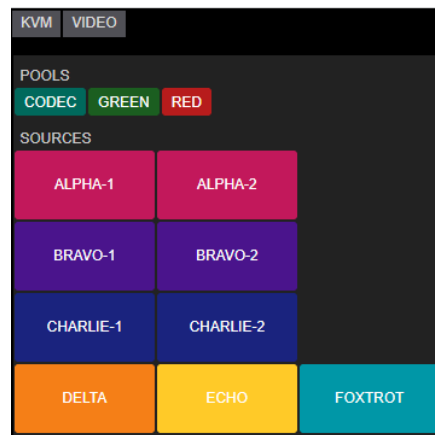 KVM VIDEO
POOLS
CODEC GREEN RED
SOURCES
ALPHA-1 ALPHA-2
BRAVO-1 BRAVO-2
CHARLIE-1 CHARLIE-2
DELTA ECHO FOXTROT